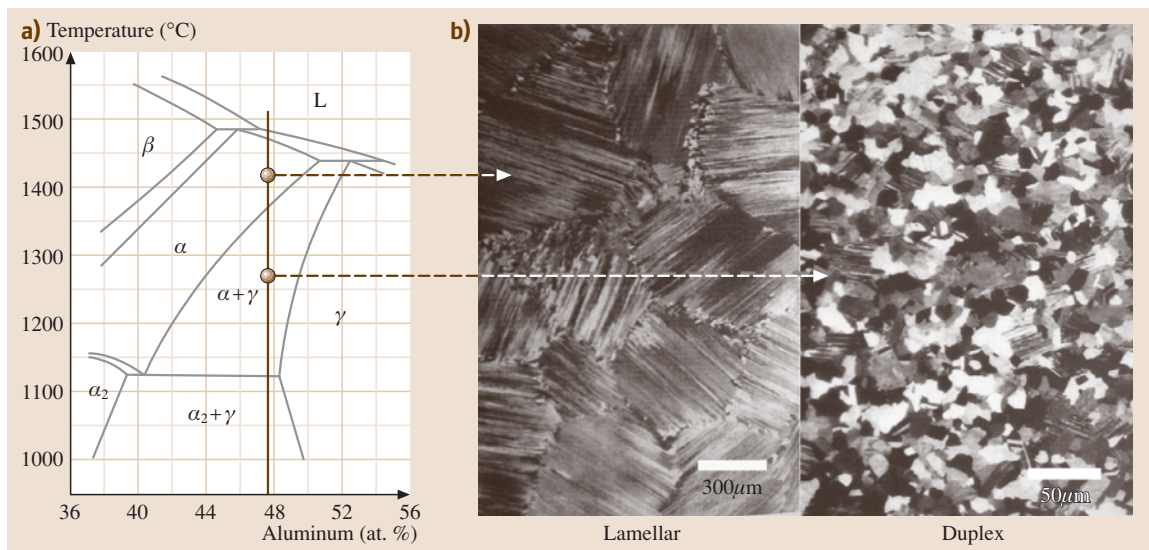 a) Temperature (°C)
1600
1500
1400
1300
1200
1100
1000
36 40 44 48 52 56
Aluminum (at. %)
L
β
α
α+γ
γ
α₂
α₂+γ
b)
300μm
50μm
Lamellar
Duplex